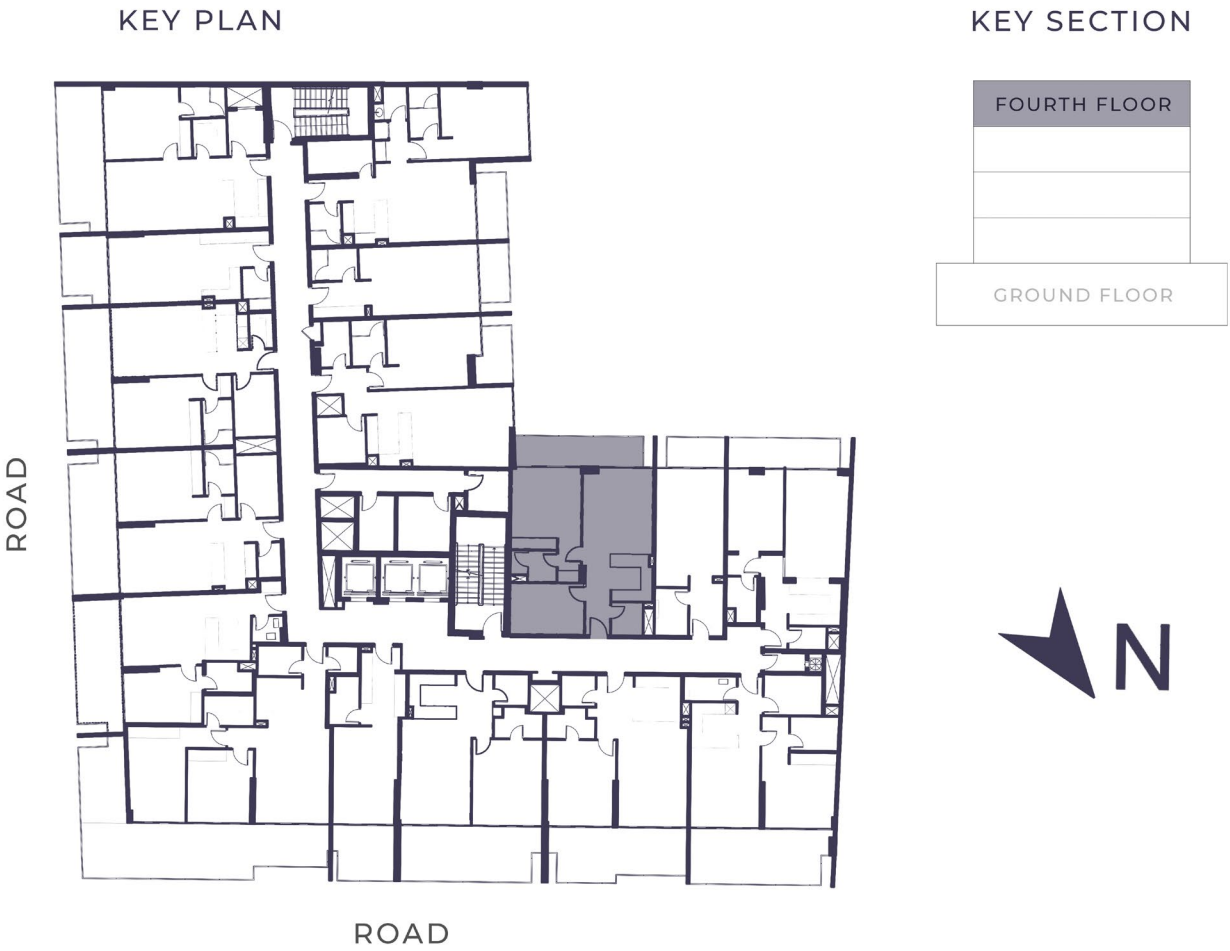 KEY PLAN
KEY SECTION
FOURTH FLOOR
GROUND FLOOR
ROAD
N
ROAD